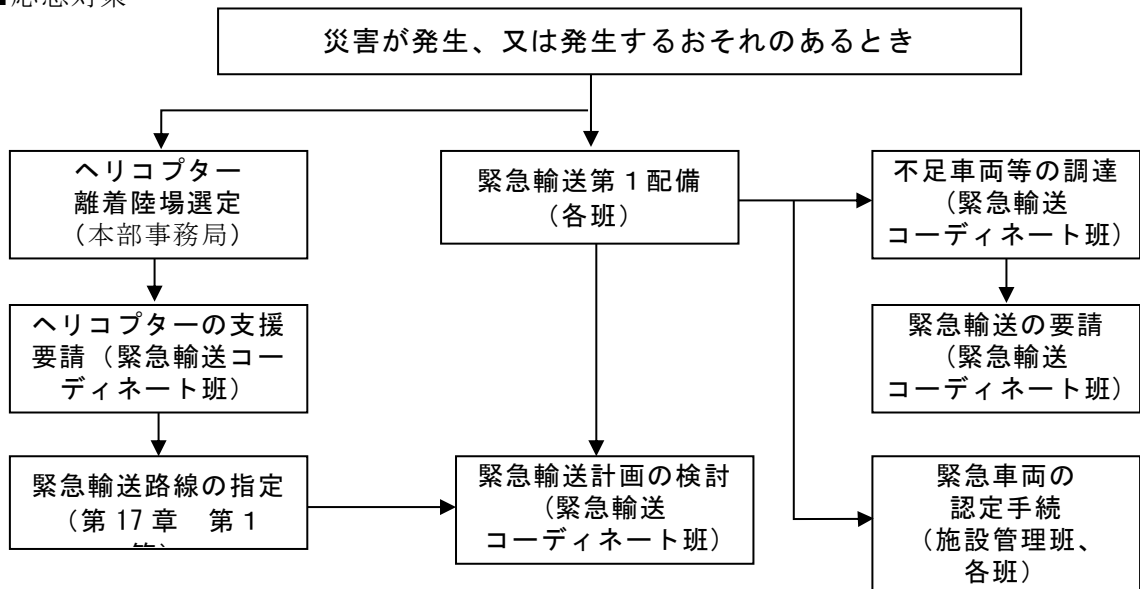 応急対策
災害が発生、又は発生するおそれのあるとき
ヘリコプター
離着陸場選定
（本部事務局）
緊急輸送第１配備
（各班）
不足車両等の調達
（緊急輸送
コーディネート班）
ヘリコプターの支援
要請（緊急輸送コー
ディネート班）
緊急輸送の要請
（緊急輸送
コーディネート班）
緊急輸送路線の指定
（第 17 章　第１
緊急輸送計画の検討
（緊急輸送
コーディネート班）
緊急車両の
認定手続
（施設管理班、
各班）